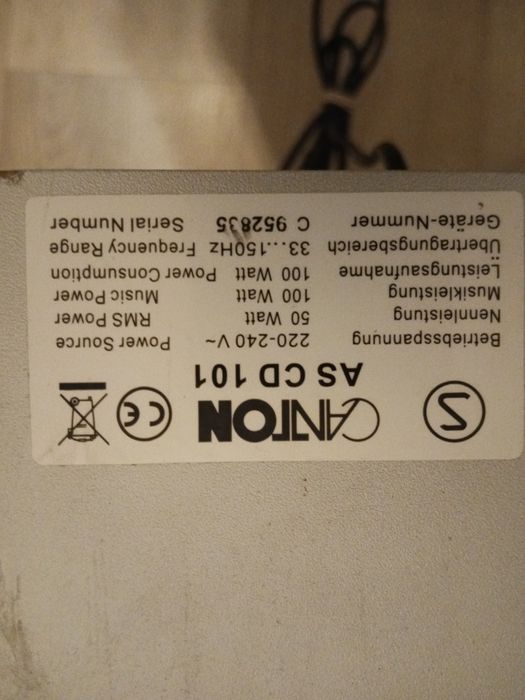 S CANTON CE
AS CD 101
Betriebsspannung 220-240 V~ Power Source
Nennleistung 50 Watt RMS Power
Musikleistung 100 Watt Music Power
Leistungsaufnahme 100 Watt Power Consumption
Übertragungsbereich 33...150Hz Frequency Range
Geräte-Nummer C 952835 Serial Number